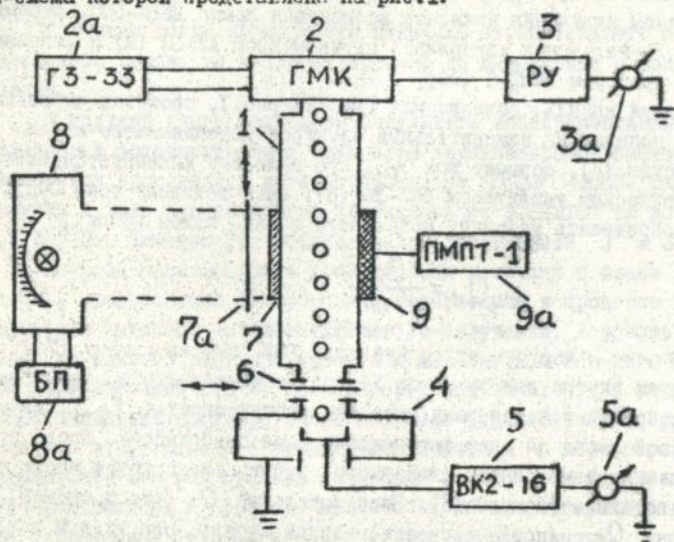 схема которой представлена на рис.1.
2а 2 3
ГЗ-33 ГМК РУ
3а
8 1
ПМПТ-1
7а 7 9 9а
БП 6 4 5 5а
8а ВК2-16